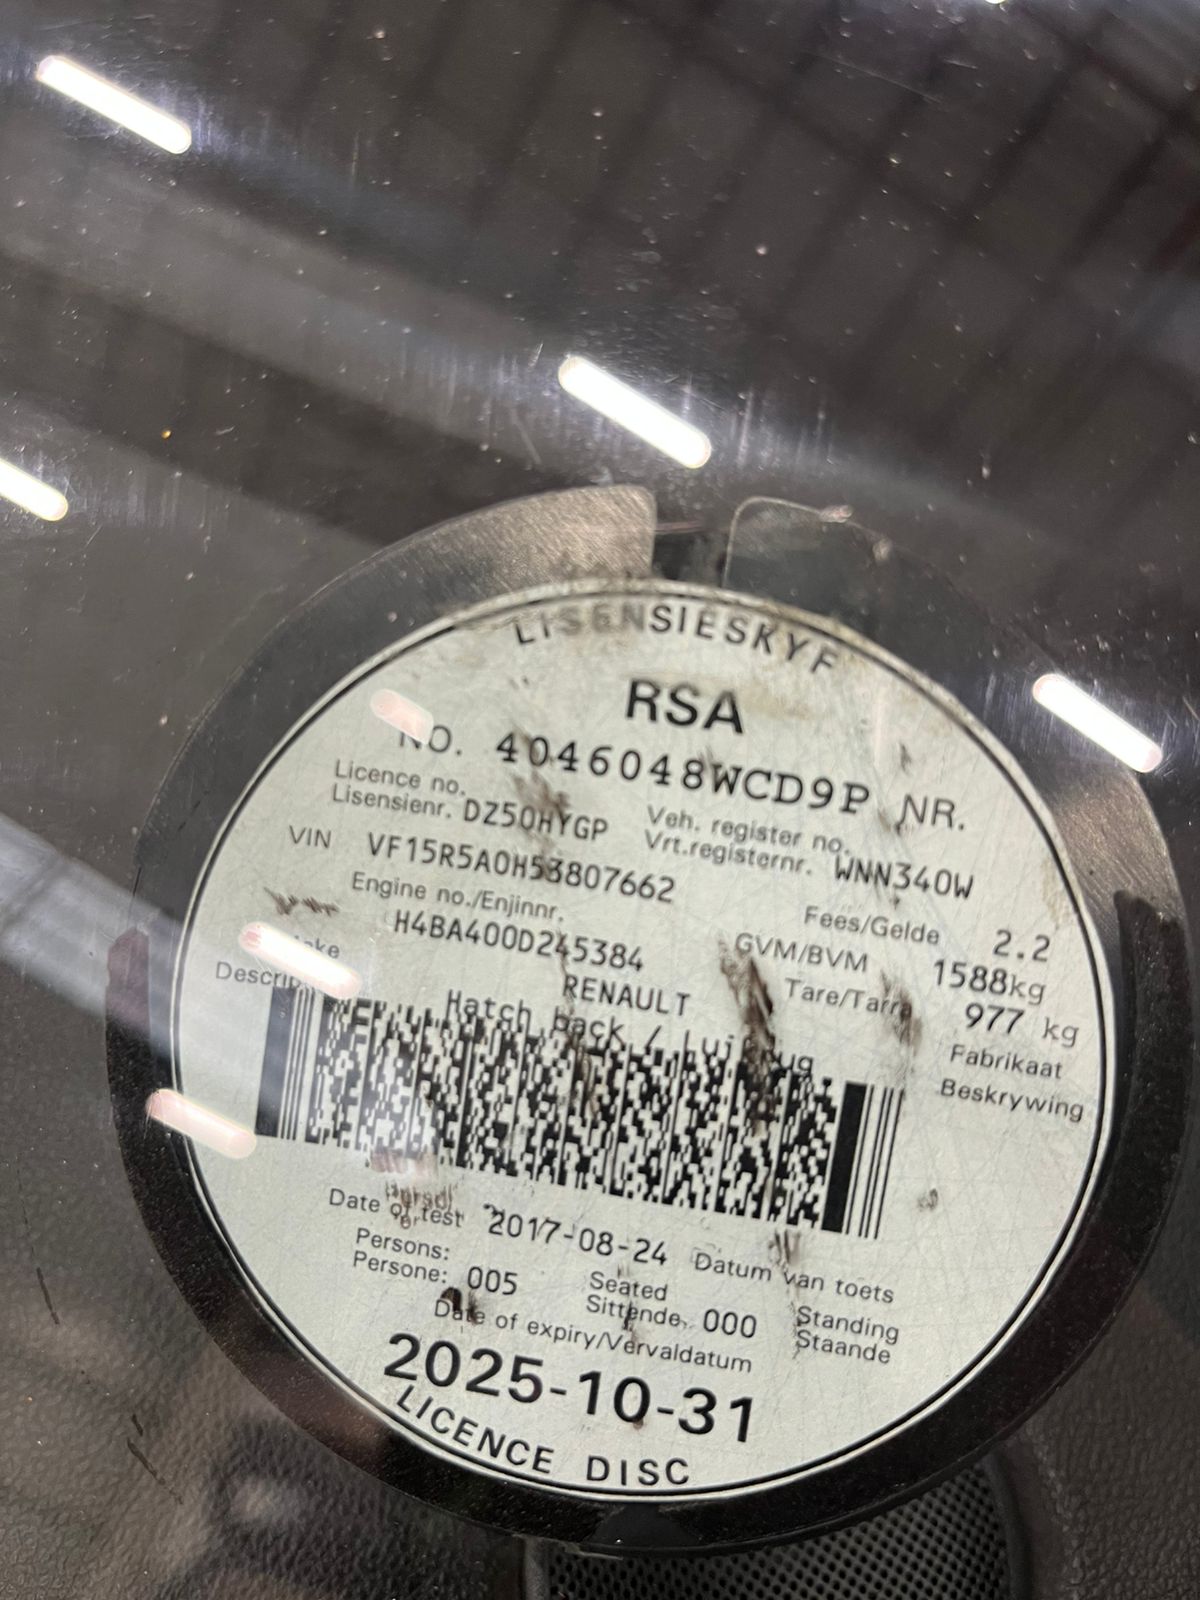 LISENSIESKYF
RSA
NO. 4046048WCD9P NR.
Licence no.
Lisensienr. DZ50HYGP
Veh. register no.
Vrt.registernr. WNN340W
VIN VF15R5A0H53807662
Engine no./Enjinnr.
H4BA400D245384
Fees/Gelde 2.2
GVM/BVM 1588kg
Tare/Tarra 977 kg
RENAULT Fabrikaat
Hatch back / Beskrywing
Date of test 2017-08-24 Datum van toets
Persons:
Persone: 005
Seated
Sittende 000
Standing
Staande
Date of expiry/Vervaldatum
2025-10-31
LICENCE DISC